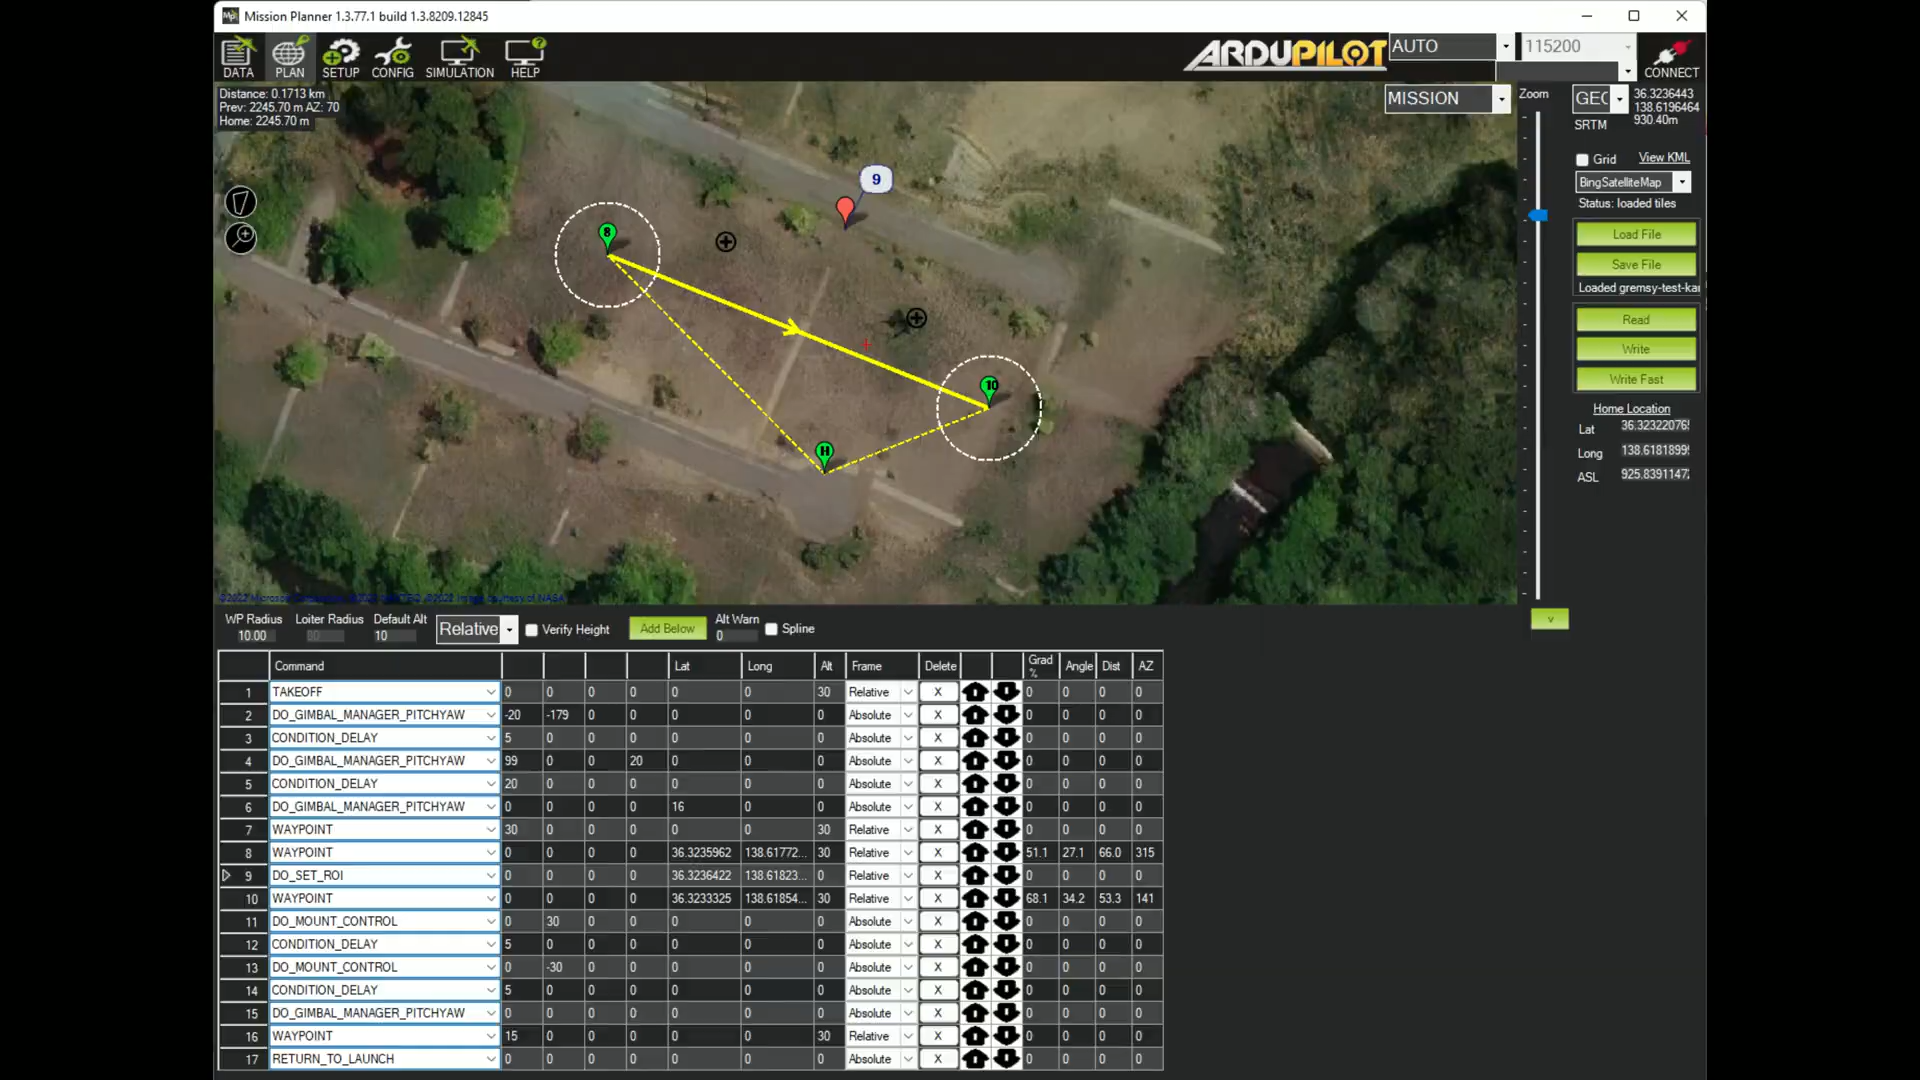 Mission Planner 1.3.77.1 build 1.3.8209.12845
DATA PLAN SETUP CONFIG SIMULATION HELP
ARDUPILOT
AUTO 115200
CONNECT
Distance: 0.1713 km
Prev: 2245.70 m AZ: 70
Home: 2245.70 m
MISSION
Zoom
GEO
36.3236443
138.6196464
SRTM 930.40m
Grid View KML
BingSatelliteMap
Status: loaded tiles
Load File
Save File
Loaded gremsy-test-kar
Read
Write
Write Fast
Home Location
Lat 36.32322076
Long 138.6181899
ASL 925.8391147
9
8
10
H
WP Radius Loiter Radius Default Alt Alt Warn
10.00 80 10 Relative Verify Height Add Below 0 Spline
v
Command Lat Long Alt Frame Delete Grad % Angle Dist AZ
1 TAKEOFF 0 0 0 0 0 0 30 Relative X 0 0 0 0
2 DO_GIMBAL_MANAGER_PITCHYAW -20 -179 0 0 0 0 0 Absolute X 0 0 0 0
3 CONDITION_DELAY 5 0 0 0 0 0 0 Absolute X 0 0 0 0
4 DO_GIMBAL_MANAGER_PITCHYAW 99 0 0 20 0 0 0 Absolute X 0 0 0 0
5 CONDITION_DELAY 20 0 0 0 0 0 0 Absolute X 0 0 0 0
6 DO_GIMBAL_MANAGER_PITCHYAW 0 0 0 0 16 0 0 Absolute X 0 0 0 0
7 WAYPOINT 30 0 0 0 0 0 30 Relative X 0 0 0 0
8 WAYPOINT 0 0 0 0 36.3235962 138.61772... 30 Relative X 51.1 27.1 66.0 315
9 DO_SET_ROI 0 0 0 0 36.3236422 138.61823... 0 Absolute X 0 0 0 0
10 WAYPOINT 0 0 0 0 36.3233325 138.61854... 30 Relative X 68.1 34.2 53.3 141
11 DO_MOUNT_CONTROL 0 30 0 0 0 0 0 Absolute X 0 0 0 0
12 CONDITION_DELAY 5 0 0 0 0 0 0 Absolute X 0 0 0 0
13 DO_MOUNT_CONTROL 0 -30 0 0 0 0 0 Absolute X 0 0 0 0
14 CONDITION_DELAY 5 0 0 0 0 0 0 Absolute X 0 0 0 0
15 DO_GIMBAL_MANAGER_PITCHYAW 0 0 0 0 0 0 0 Absolute X 0 0 0 0
16 WAYPOINT 15 0 0 0 0 0 30 Relative X 0 0 0 0
17 RETURN_TO_LAUNCH 0 0 0 0 0 0 0 Absolute X 0 0 0 0